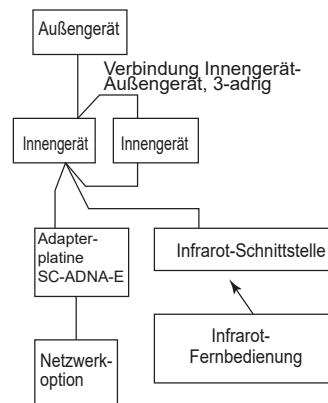 Außengerät
Verbindung Innengerät-
Außengerät, 3-adrig
Innengerät
Innengerät
Adapter-
platine
SC-ADNA-E
Infrarot-Schnittstelle
Netzwerk-
option
Infrarot-
Fernbedienung